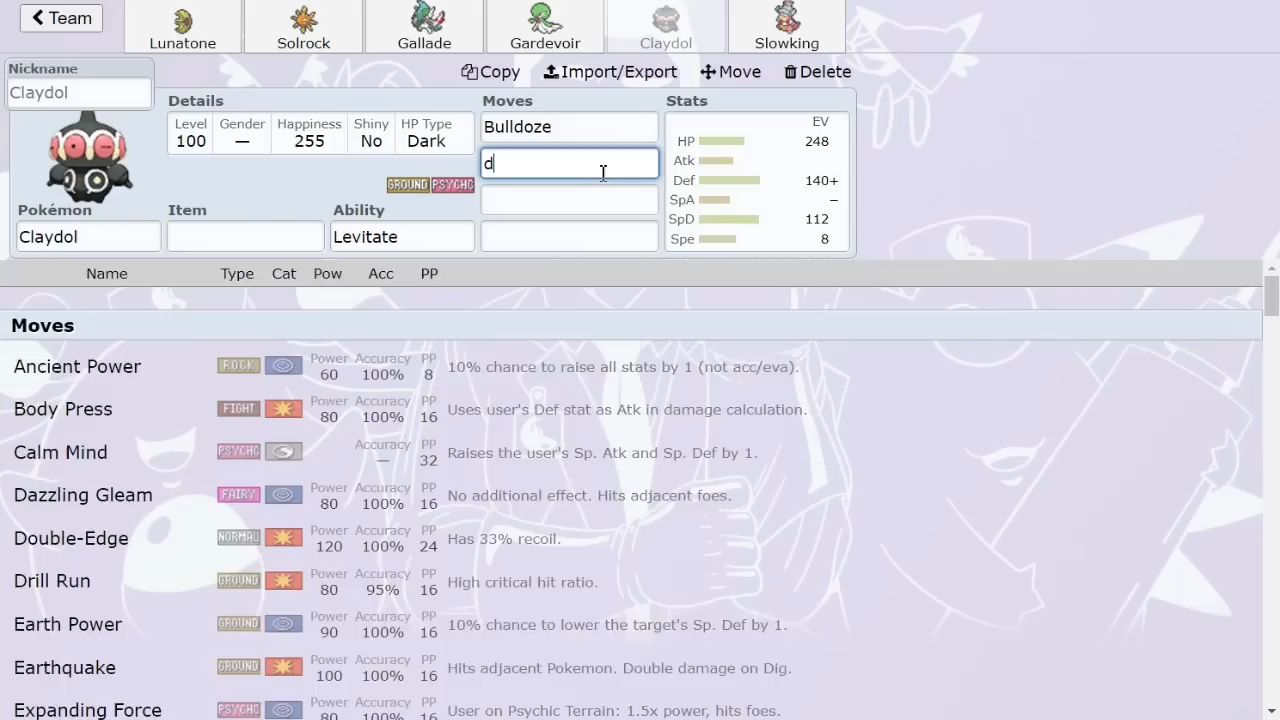 Team
Lunatone
Solrock
Gallade
Gardevoir
Claydol
Slowking
Nickname
Claydol
Copy
Import/Export
Move
Delete
Details
Moves
Stats
Level
100
Gender
—
Happiness
255
Shiny
No
HP Type
Dark
Bulldoze
d
EV
HP 248
Atk
Def 140+
SpA –
SpD 112
Spe 8
GROUND PSYCHC
Pokémon
Claydol
Item
Ability
Levitate
Name Type Cat Pow Acc PP
Moves
Ancient Power ROCK Power 60 Accuracy 100% PP 8 10% chance to raise all stats by 1 (not acc/eva).
Body Press FIGHT Power 80 Accuracy 100% PP 16 Uses user's Def stat as Atk in damage calculation.
Calm Mind PSYCHC Accuracy — PP 32 Raises the user's Sp. Atk and Sp. Def by 1.
Dazzling Gleam FAIRY Power 80 Accuracy 100% PP 16 No additional effect. Hits adjacent foes.
Double-Edge NORMAL Power 120 Accuracy 100% PP 24 Has 33% recoil.
Drill Run GROUND Power 80 Accuracy 95% PP 16 High critical hit ratio.
Earth Power GROUND Power 90 Accuracy 100% PP 16 10% chance to lower the target's Sp. Def by 1.
Earthquake GROUND Power 100 Accuracy 100% PP 16 Hits adjacent Pokemon. Double damage on Dig.
Expanding Force PSYCHC Power 80 Accuracy 100% PP 16 User on Psychic Terrain: 1.5x power, hits foes.